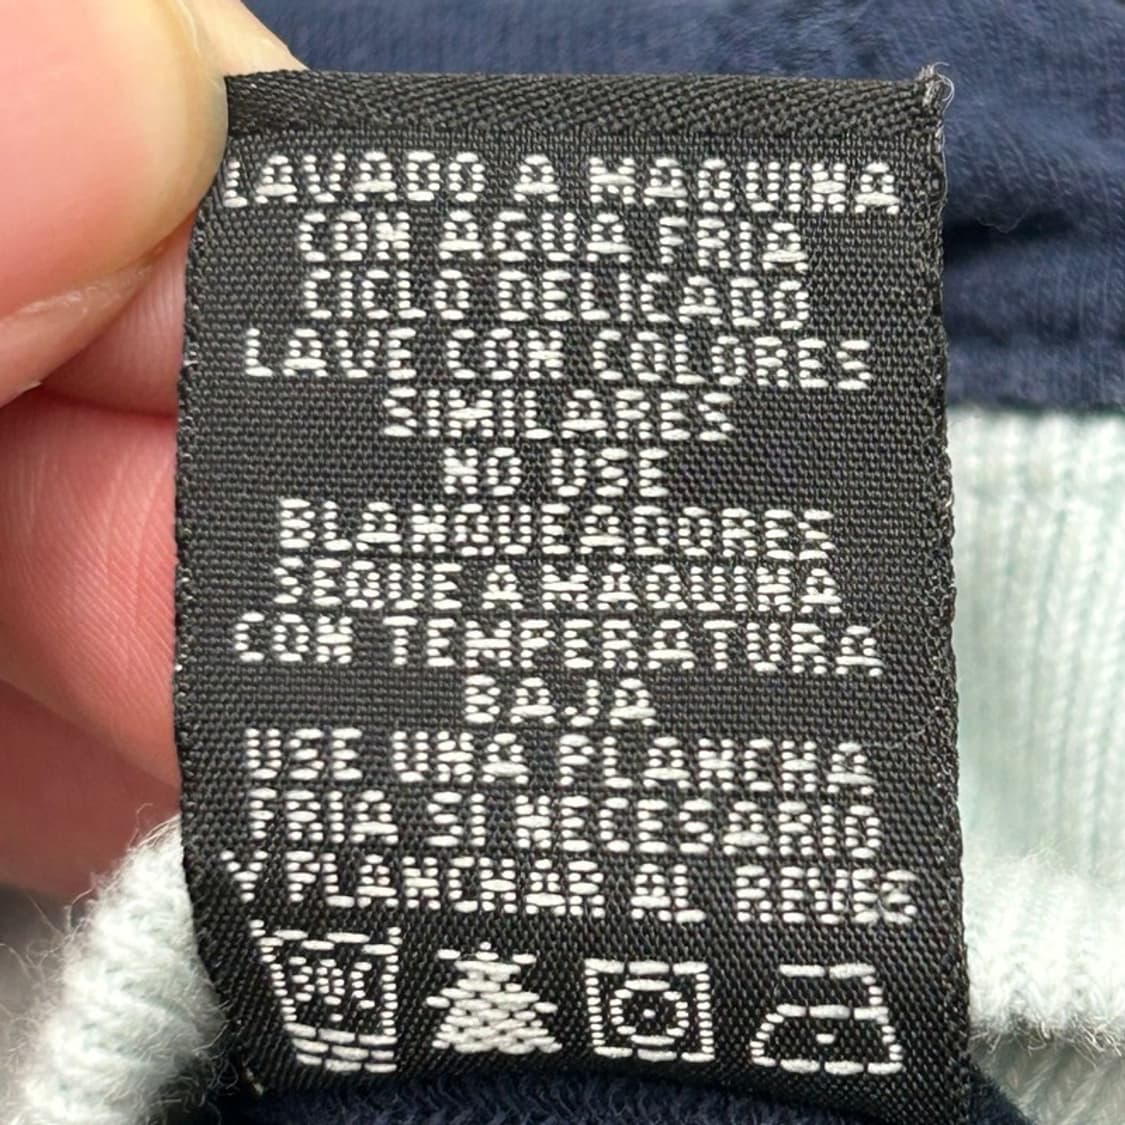 LAVADO A MAQUINA
CON AGUA FRIA
CICLO DELICADO
LAVE CON COLORES
SIMILARES
NO USE
BLANQUEADORES
SEQUE A MAQUINA
CON TEMPERATURA
BAJA
USE UNA PLANCHA
FRIA SI NECESARIO
Y PLANCHAR AL REVES
30C